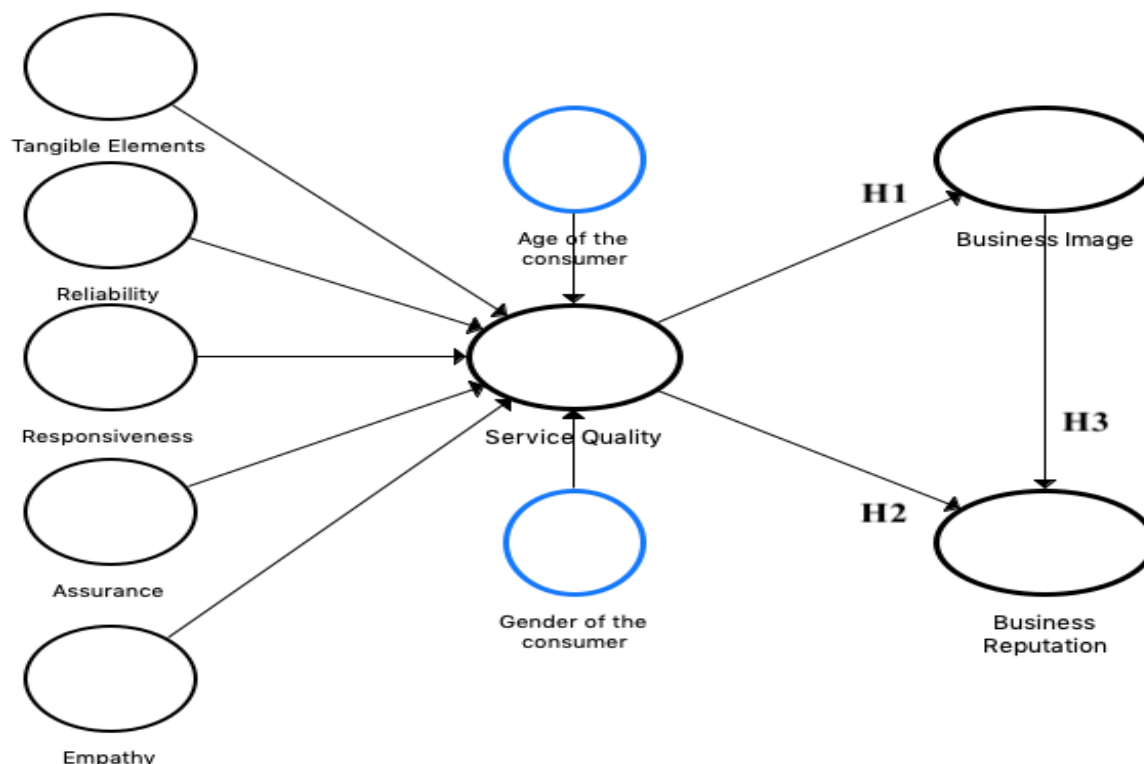 Tangible Elements
Reliability
Responsiveness
Assurance
Empathy
Age of the
consumer
Service Quality
Gender of the
consumer
H1
H2
Business Image
H3
Business
Reputation